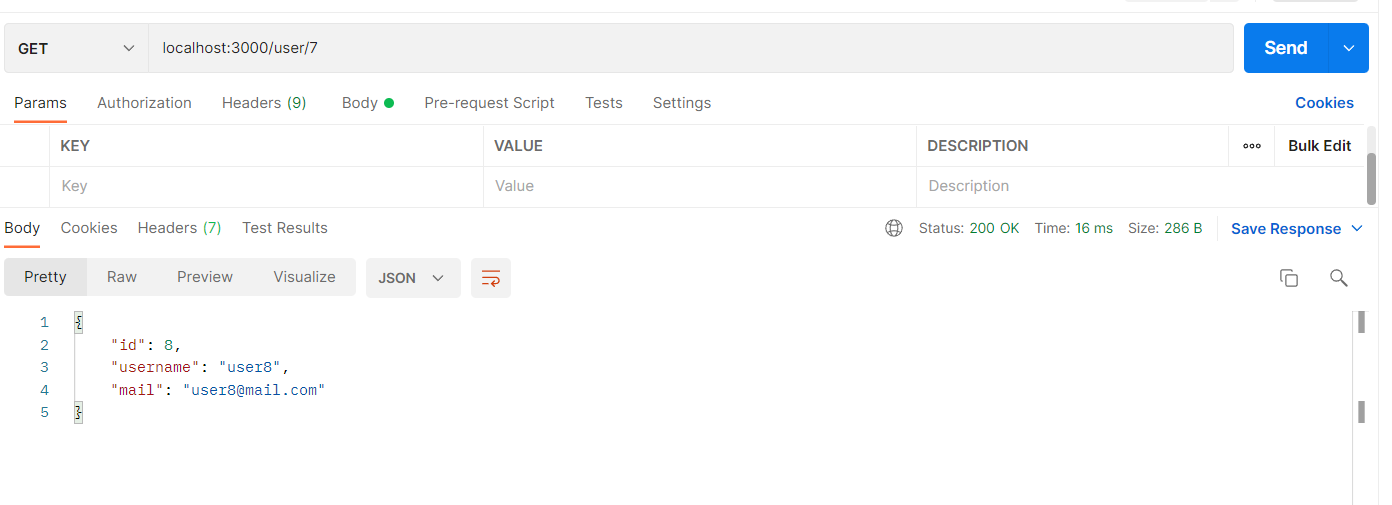 GET localhost:3000/user/7 Send
Params Authorization Headers (9) Body Pre-request Script Tests Settings Cookies
KEY VALUE DESCRIPTION ooo Bulk Edit
Key Value Description
Body Cookies Headers (7) Test Results Status: 200 OK Time: 16 ms Size: 286 B Save Response
Pretty Raw Preview Visualize JSON
1 {
2 "id": 8,
3 "username": "user8",
4 "mail": "user8@mail.com"
5 }